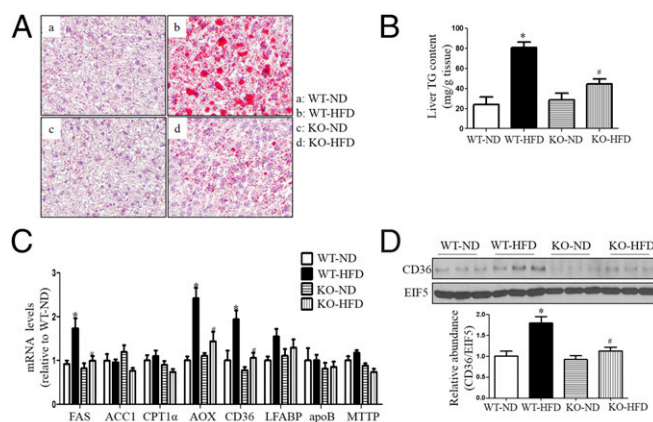 A
a
b
c
d
a: WT-ND
b: WT-HFD
c: KO-ND
d: KO-HFD
B
Liver TG content
(mg/g tissue)
100
80
60
40
20
0
*
#
WT-ND
WT-HFD
KO-ND
KO-HFD
C
mRNA levels
(relative to WT-ND)
3
2
1
0
WT-ND
WT-HFD
KO-ND
KO-HFD
*
#
*
#
*
#
FAS
ACC1
CPT1α
AOX
CD36
LFABP
apoB
MTTP
D
WT-ND
WT-HFD
KO-ND
KO-HFD
CD36
EIF5
Relative abundance
(CD36/EIF5)
2.0
1.5
1.0
0.5
0.0
*
#
WT-ND
WT-HFD
KO-ND
KO-HFD